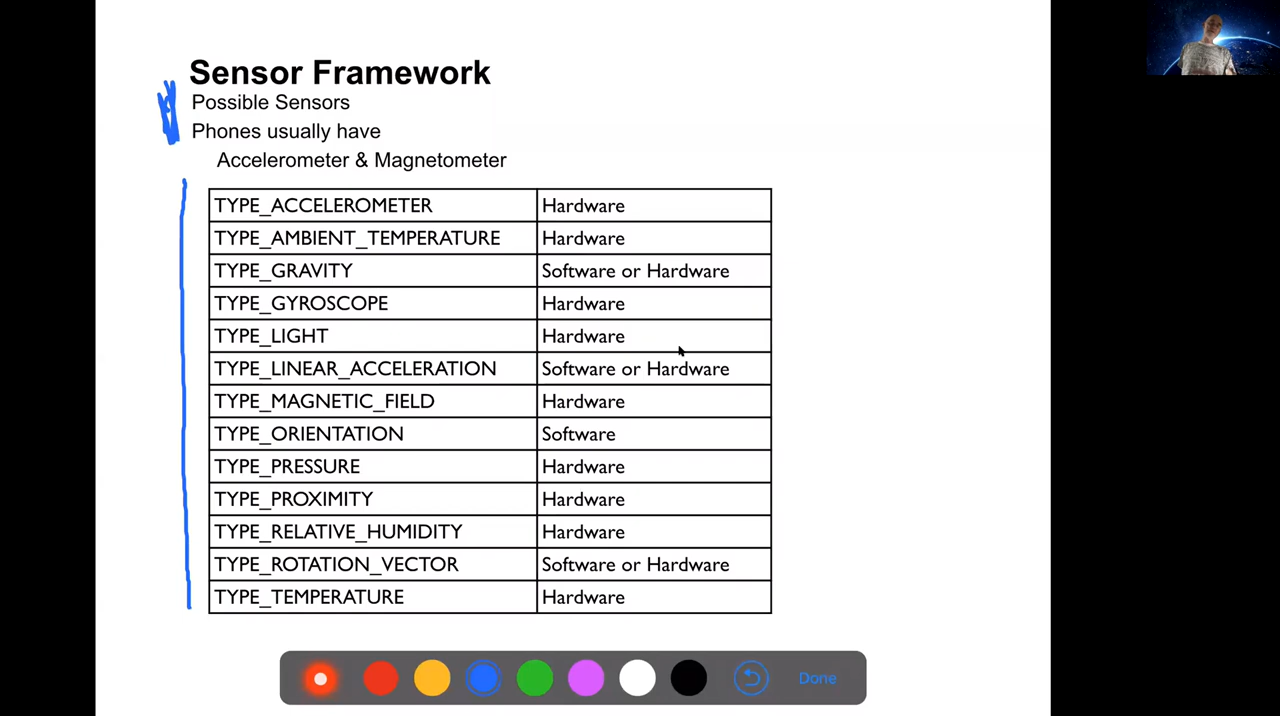 Sensor Framework
Possible Sensors
Phones usually have
Accelerometer & Magnetometer
TYPE_ACCELEROMETER Hardware
TYPE_AMBIENT_TEMPERATURE Hardware
TYPE_GRAVITY Software or Hardware
TYPE_GYROSCOPE Hardware
TYPE_LIGHT Hardware
TYPE_LINEAR_ACCELERATION Software or Hardware
TYPE_MAGNETIC_FIELD Hardware
TYPE_ORIENTATION Software
TYPE_PRESSURE Hardware
TYPE_PROXIMITY Hardware
TYPE_RELATIVE_HUMIDITY Hardware
TYPE_ROTATION_VECTOR Software or Hardware
TYPE_TEMPERATURE Hardware
Done